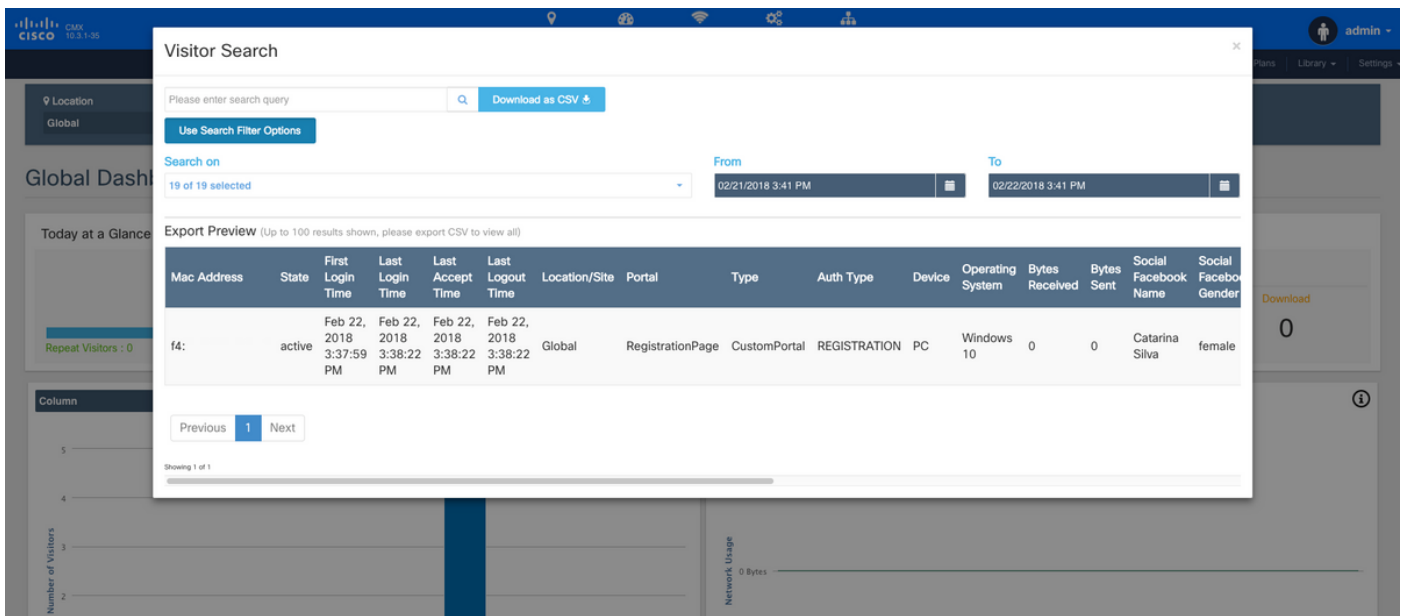 CISCO CMX 10.3.1-35
admin
Plans Library Settings
Location
Global
Global Dash
Today at a Glance
Repeat Visitors : 0
Download
0
Visitor Search
×
Please enter search query
Download as CSV
Use Search Filter Options
Search on
From
To
19 of 19 selected
02/21/2018 3:41 PM
02/22/2018 3:41 PM
Export Preview (Up to 100 results shown, please export CSV to view all)
Mac Address State First Login Time Last Login Time Last Accept Time Last Logout Time Location/Site Portal Type Auth Type Device Operating System Bytes Received Bytes Sent Social Facebook Name Social Facebo Gender
f4: active Feb 22, 2018 3:37:59 PM Feb 22, 2018 3:38:22 PM Feb 22, 2018 3:38:22 PM Feb 22, 2018 3:38:22 PM Global RegistrationPage CustomPortal REGISTRATION PC Windows 10 0 0 Catarina Silva female
Previous 1 Next
Showing 1 of 1
Column
5
4
3
2
Number of Visitors
Network Usage
0 Bytes